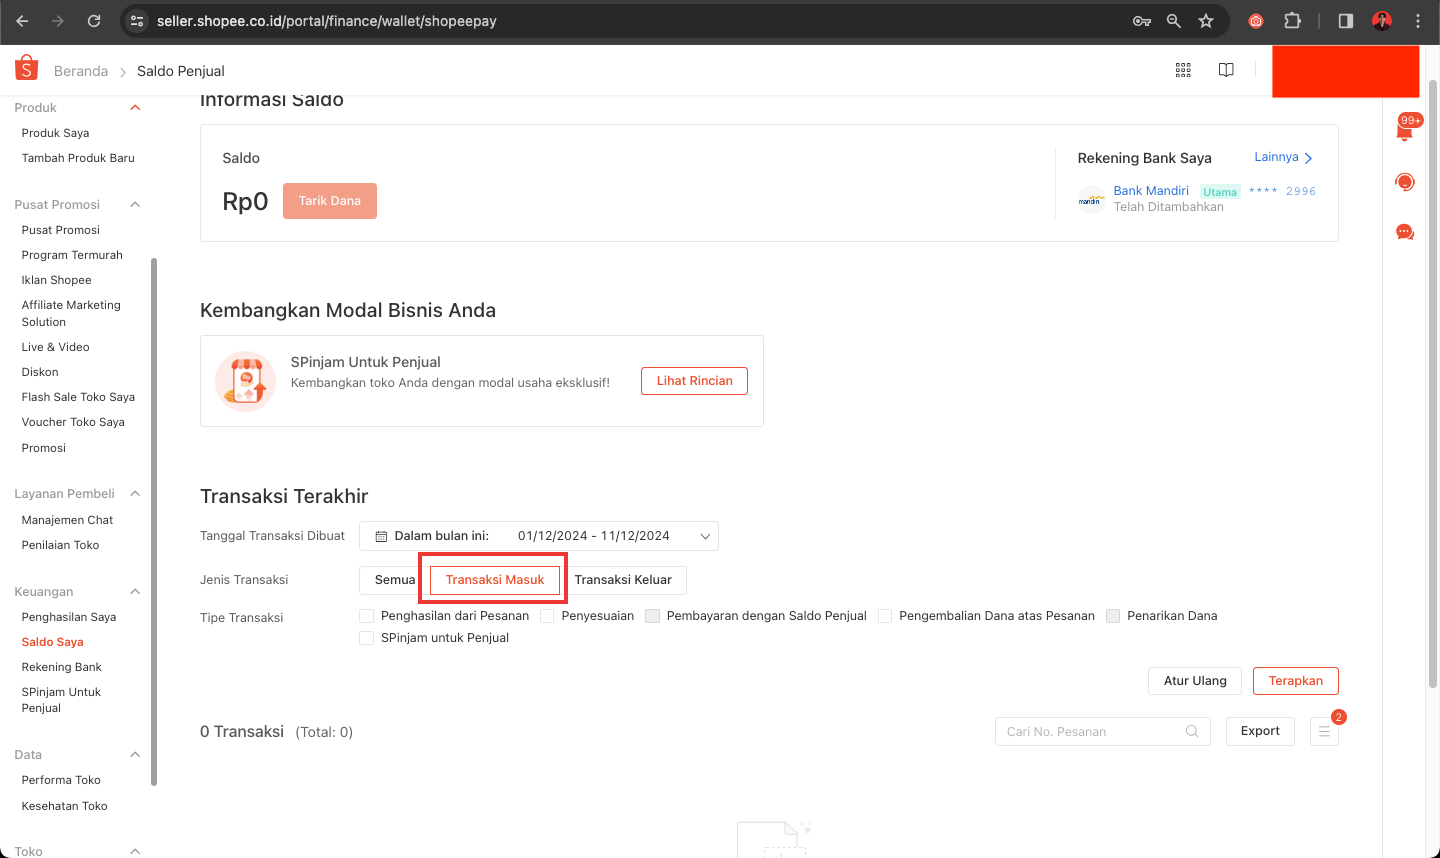 seller.shopee.co.id/portal/finance/wallet/shopeepay
Beranda > Saldo Penjual
Informasi Saldo
Produk
Produk Saya
Tambah Produk Baru
Pusat Promosi
Pusat Promosi
Program Termurah
Iklan Shopee
Affiliate Marketing
Solution
Live & Video
Diskon
Flash Sale Toko Saya
Voucher Toko Saya
Promosi
Layanan Pembeli
Manajemen Chat
Penilaian Toko
Keuangan
Penghasilan Saya
Saldo Saya
Rekening Bank
SPinjam Untuk
Penjual
Data
Performa Toko
Kesehatan Toko
Toko
Saldo
Rp0 Tarik Dana
Rekening Bank Saya Lainnya
mandiri
Bank Mandiri Utama **** 2996
Telah Ditambahkan
99+
Kembangkan Modal Bisnis Anda
SPinjam Untuk Penjual
Kembangkan toko Anda dengan modal usaha eksklusif!
Lihat Rincian
Transaksi Terakhir
Tanggal Transaksi Dibuat Dalam bulan ini: 01/12/2024 - 11/12/2024
Jenis Transaksi Semua Transaksi Masuk Transaksi Keluar
Tipe Transaksi Penghasilan dari Pesanan Penyesuaian Pembayaran dengan Saldo Penjual Pengembalian Dana atas Pesanan Penarikan Dana
SPinjam untuk Penjual
Atur Ulang Terapkan
0 Transaksi (Total: 0) Cari No. Pesanan Export 2